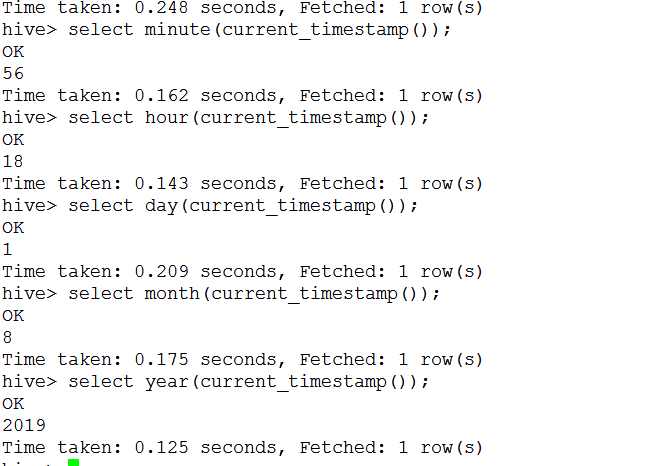 Time taken: 0.248 seconds, Fetched: 1 row(s)
hive> select minute(current_timestamp());
OK
56
Time taken: 0.162 seconds, Fetched: 1 row(s)
hive> select hour(current_timestamp());
OK
18
Time taken: 0.143 seconds, Fetched: 1 row(s)
hive> select day(current_timestamp());
OK
1
Time taken: 0.209 seconds, Fetched: 1 row(s)
hive> select month(current_timestamp());
OK
8
Time taken: 0.175 seconds, Fetched: 1 row(s)
hive> select year(current_timestamp());
OK
2019
Time taken: 0.125 seconds, Fetched: 1 row(s)